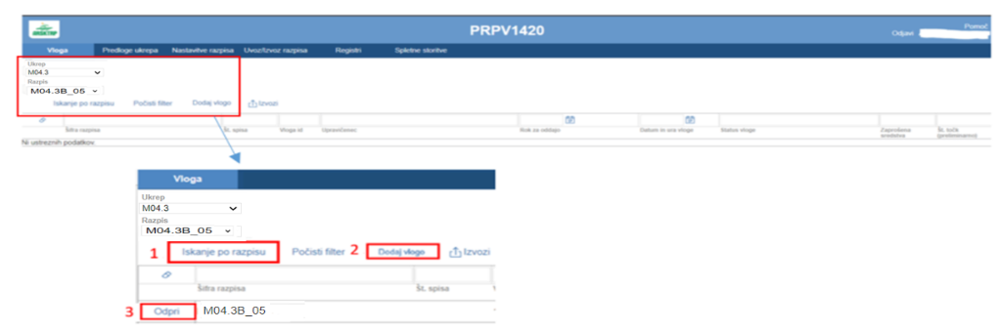 PRPV1420
Odjavi
Pomoč
Vloga Predloge ukrepa Nastavitve razpisa Uvoz/Izvoz razpisa Registri Spletne storitve
Ukrep
M04.3
Razpis
M04.3B_05
Iskanje po razpisu Počisti filter Dodaj vlogo Izvozi
Šifra razpisa Št. spisa Vloga id Upravičenec Rok za oddajo Datum in ura vloge Status vloge Zaprošena sredstva Št. točk (preliminarno)
Ni ustreznih podatkov.
Vloga
Ukrep
M04.3
Razpis
M04.3B_05
1 Iskanje po razpisu Počisti filter 2 Dodaj vlogo Izvozi
Šifra razpisa Št. spisa
3 Odpri M04.3B_05